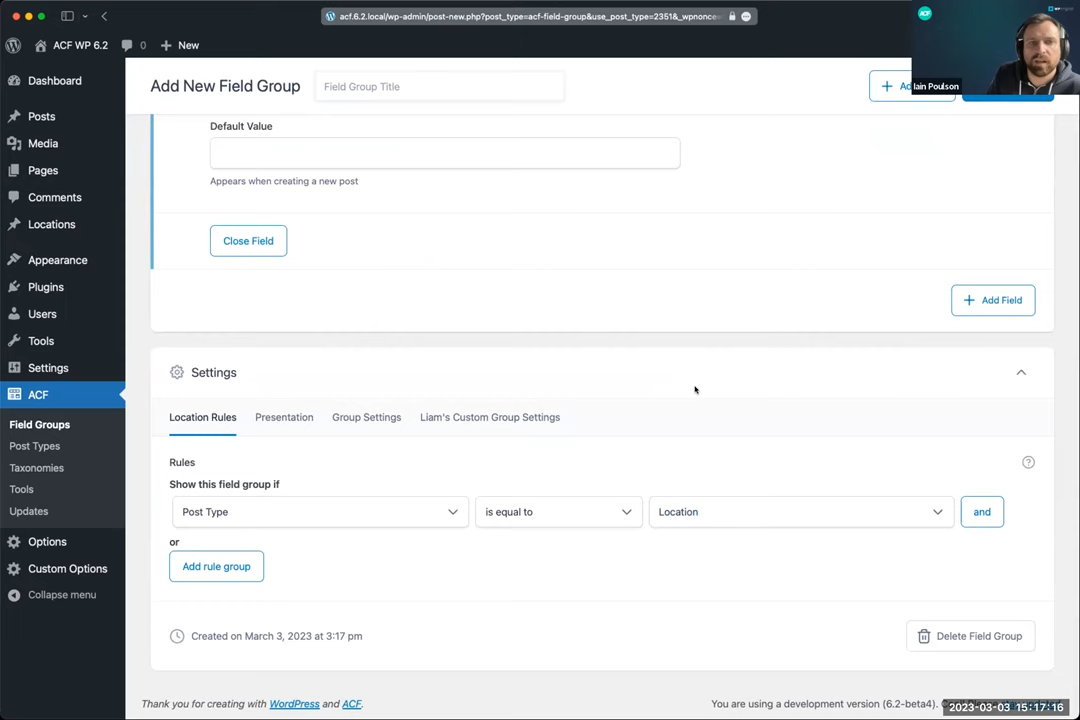 acf.6.2.local/wp-admin/post-new.php?post_type=acf-field-group&use_post_type=2351&_wpnonce=
ACF
ACF WP 6.2
0
New
Iain Poulson
Add New Field Group
Field Group Title
Dashboard
Posts
Media
Pages
Comments
Locations
Appearance
Plugins
Users
Tools
Settings
ACF
Field Groups
Post Types
Taxonomies
Tools
Updates
Options
Custom Options
Collapse menu
Default Value
Appears when creating a new post
Close Field
Add Field
Settings
Location Rules
Presentation
Group Settings
Liam's Custom Group Settings
Rules
?
Show this field group if
Post Type
is equal to
Location
and
or
Add rule group
Created on March 3, 2023 at 3:17 pm
Delete Field Group
Thank you for creating with WordPress and ACF.
You are using a development version (6.2-beta4).
2023-03-03 15:17:16